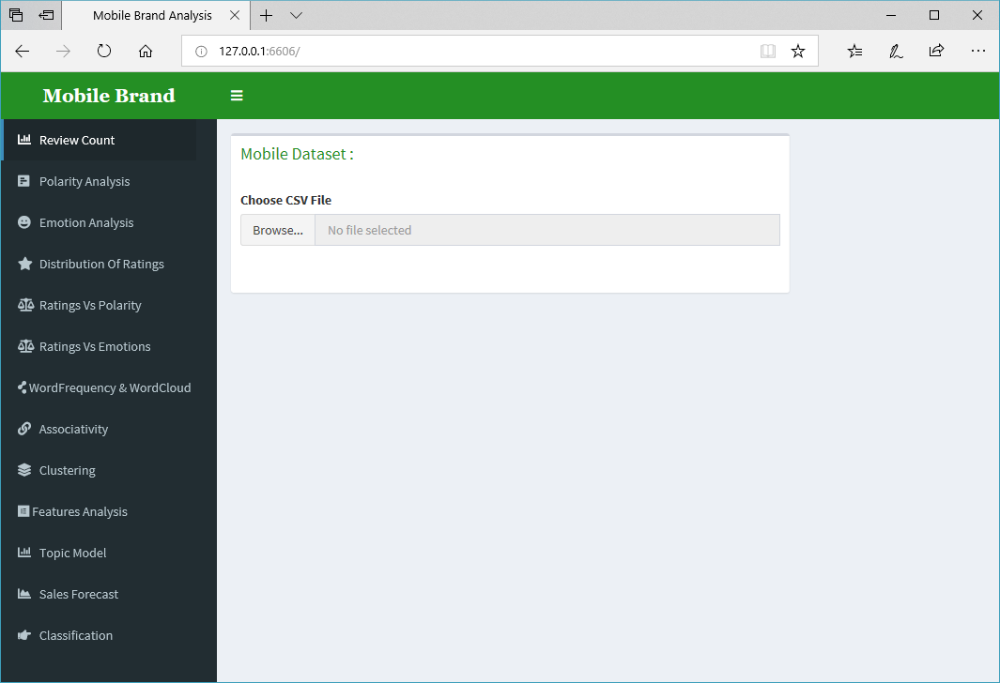 Mobile Brand Analysis
127.0.0.1:6606/
Mobile Brand
Review Count
Polarity Analysis
Emotion Analysis
Distribution Of Ratings
Ratings Vs Polarity
Ratings Vs Emotions
WordFrequency & WordCloud
Associativity
Clustering
Features Analysis
Topic Model
Sales Forecast
Classification
Mobile Dataset :
Choose CSV File
Browse... No file selected